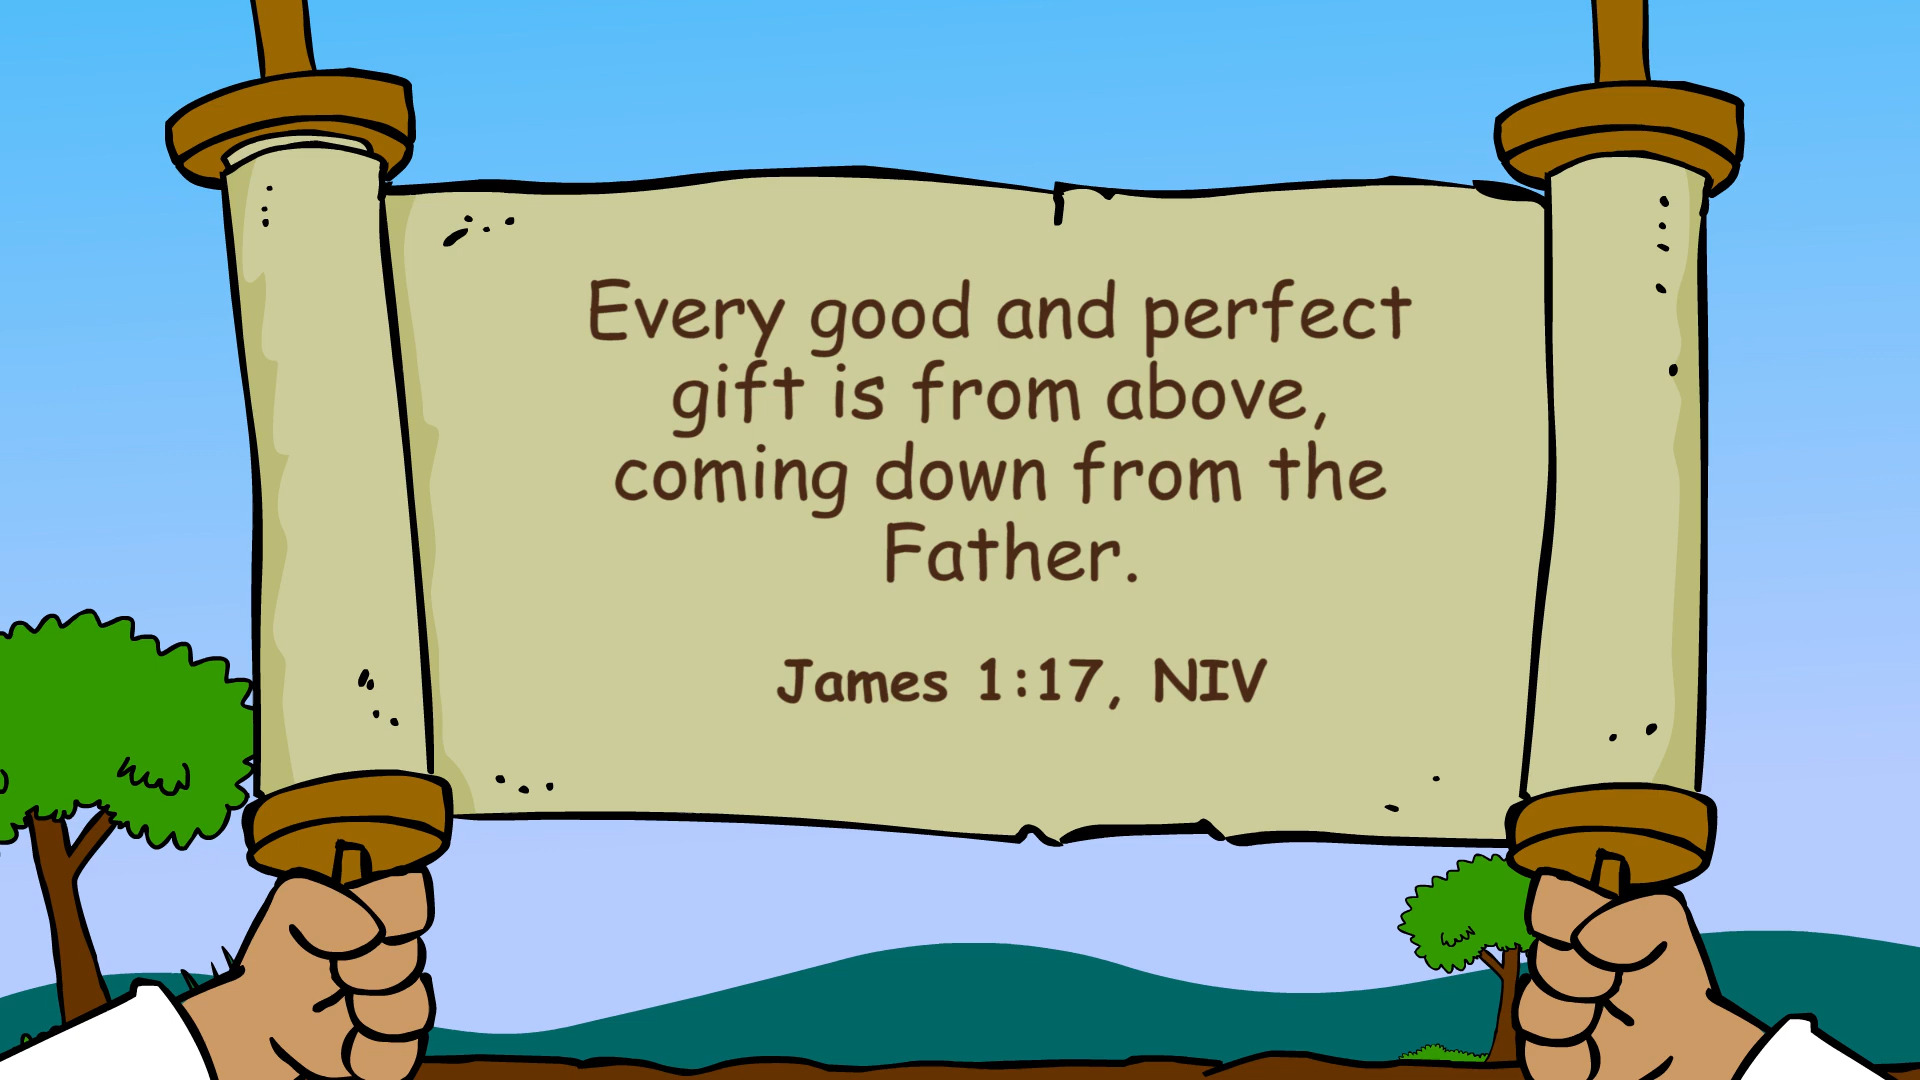 Every good and perfect
gift is from above,
coming down from the
Father.
James 1:17, NIV